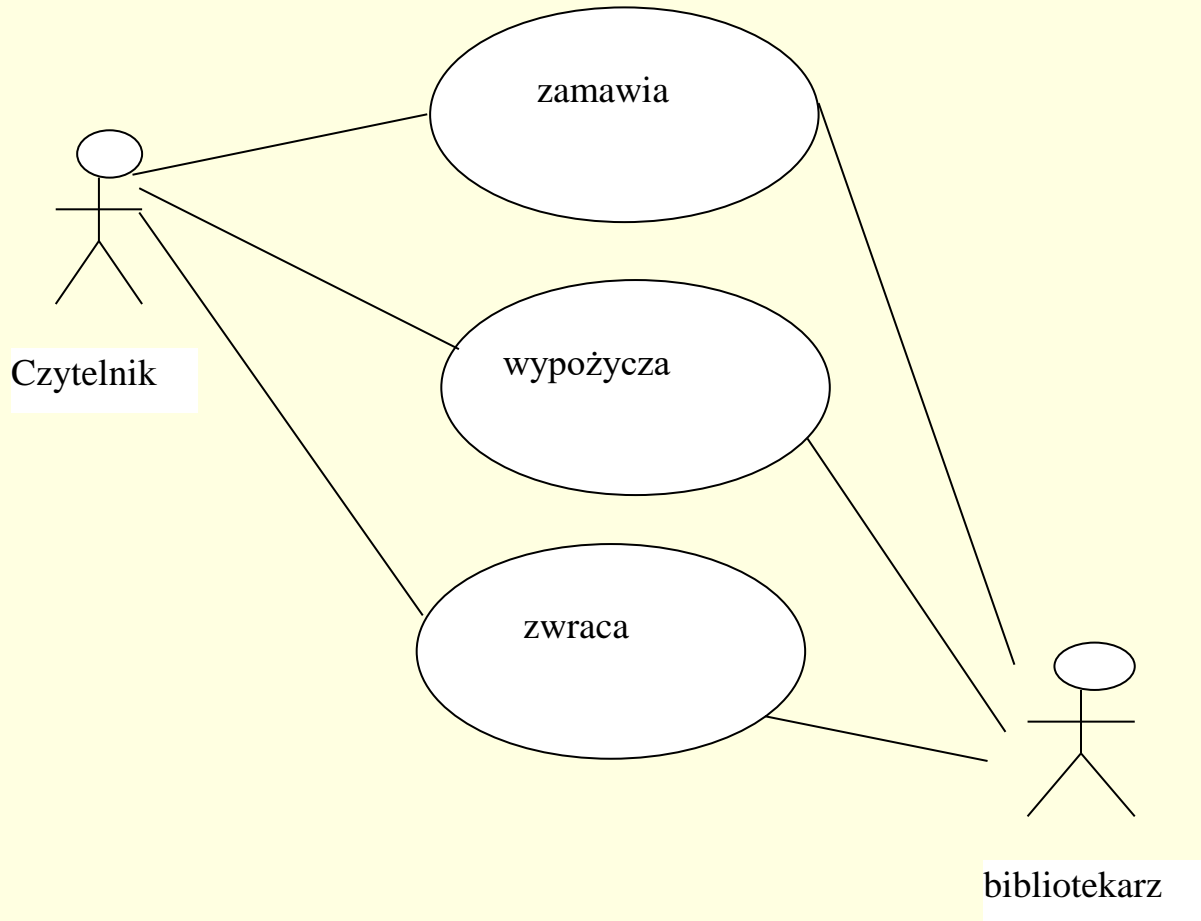 zamawia
wypożycza
Czytelnik
zwraca
bibliotekarz